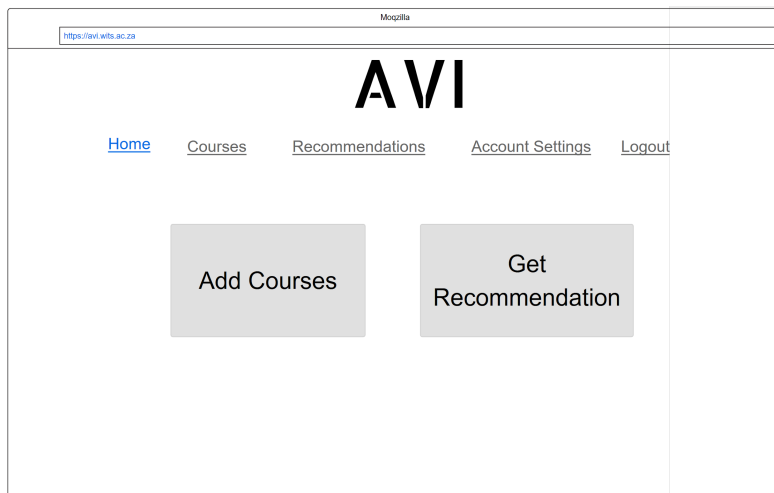 Moqzilla
https://avi.wits.ac.za
AVI
Home Courses Recommendations Account Settings Logout
Add Courses
Get
Recommendation